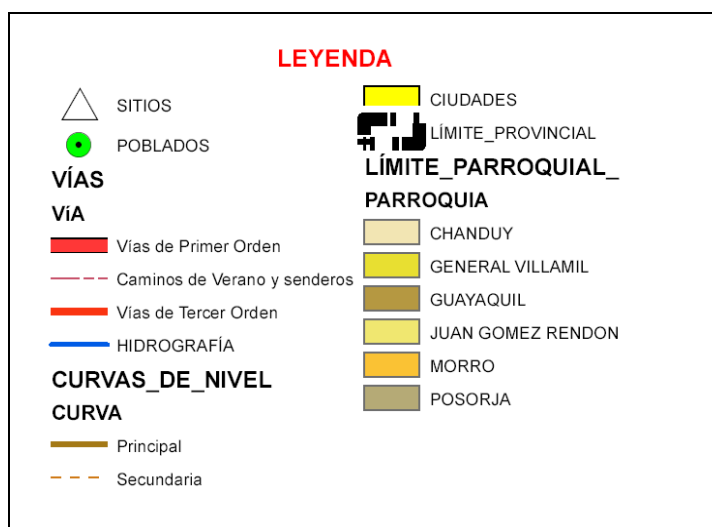 LEYENDA
SITIOS
POBLADOS
VÍAS
VíA
Vías de Primer Orden
Caminos de Verano y senderos
Vías de Tercer Orden
HIDROGRAFÍA
CURVAS_DE_NIVEL
CURVA
Principal
Secundaria
CIUDADES
LÍMITE_PROVINCIAL
LÍMITE_PARROQUIAL_
PARROQUIA
CHANDUY
GENERAL VILLAMIL
GUAYAQUIL
JUAN GOMEZ RENDON
MORRO
POSORJA